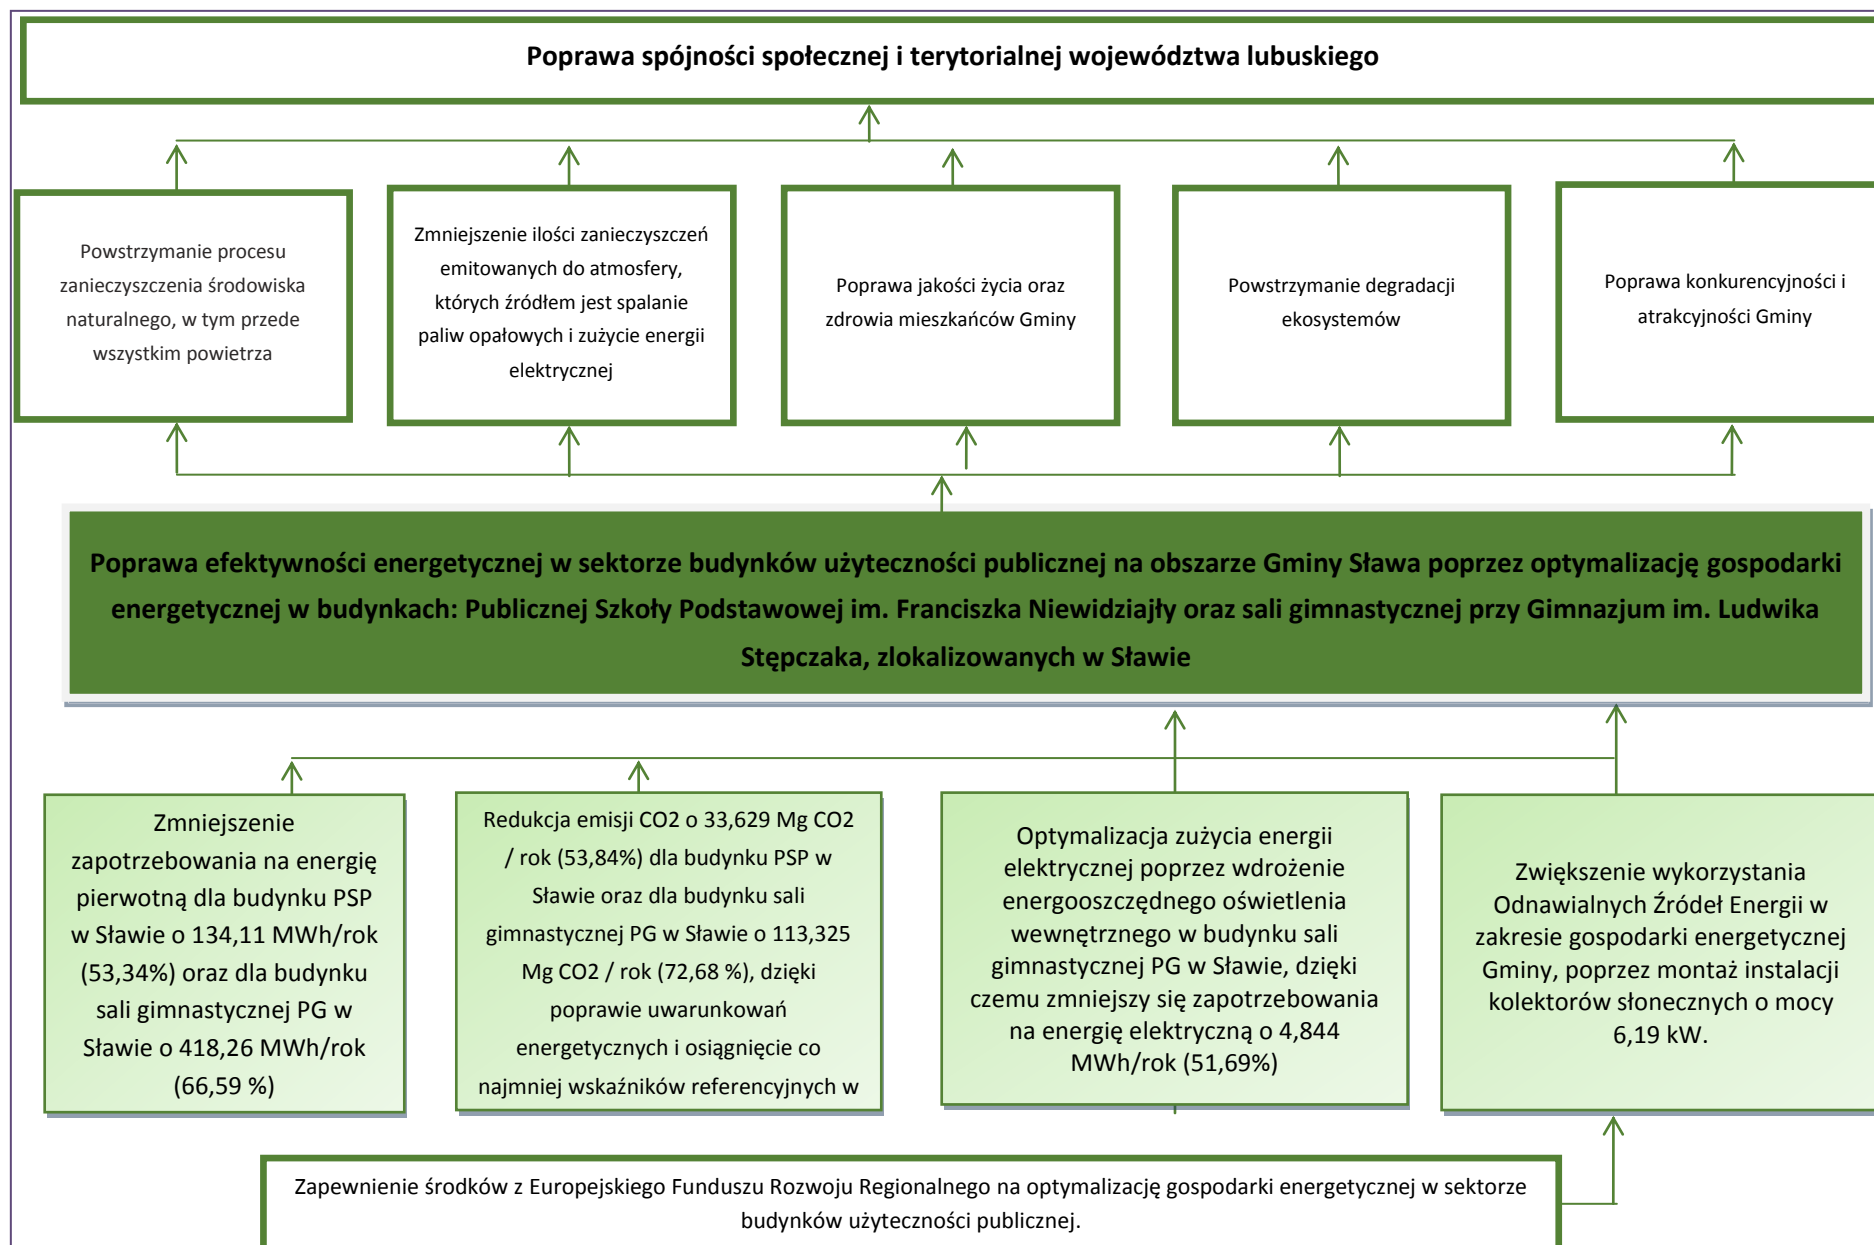 Poprawa spójności społecznej i terytorialnej województwa lubuskiego
Powstrzymanie procesu
zanieczyszczenia środowiska
naturalnego, w tym przede
wszystkim powietrza
Zmniejszenie ilości zanieczyszczeń
emitowanych do atmosfery,
których źródłem jest spalanie
paliw opałowych i zużycie energii
elektrycznej
Poprawa jakości życia oraz
zdrowia mieszkańców Gminy
Powstrzymanie degradacji
ekosystemów
Poprawa konkurencyjności i
atrakcyjności Gminy
Poprawa efektywności energetycznej w sektorze budynków użyteczności publicznej na obszarze Gminy Sława poprzez optymalizację gospodarki
energetycznej w budynkach: Publicznej Szkoły Podstawowej im. Franciszka Niewidziajły oraz sali gimnastycznej przy Gimnazjum im. Ludwika
Stępczaka, zlokalizowanych w Sławie
Zmniejszenie
zapotrzebowania na energię
pierwotną dla budynku PSP
w Sławie o 134,11 MWh/rok
(53,34%) oraz dla budynku
sali gimnastycznej PG w
Sławie o 418,26 MWh/rok
(66,59 %)
Redukcja emisji CO2 o 33,629 Mg CO2
/ rok (53,84%) dla budynku PSP w
Sławie oraz dla budynku sali
gimnastycznej PG w Sławie o 113,325
Mg CO2 / rok (72,68 %), dzięki
poprawie uwarunkowań
energetycznych i osiągnięcie co
najmniej wskaźników referencyjnych w
Optymalizacja zużycia energii
elektrycznej poprzez wdrożenie
energooszczędnego oświetlenia
wewnętrznego w budynku sali
gimnastycznej PG w Sławie, dzięki
czemu zmniejszy się zapotrzebowania
na energię elektryczną o 4,844
MWh/rok (51,69%)
Zwiększenie wykorzystania
Odnawialnych Źródeł Energii w
zakresie gospodarki energetycznej
Gminy, poprzez montaż instalacji
kolektorów słonecznych o mocy
6,19 kW.
Zapewnienie środków z Europejskiego Funduszu Rozwoju Regionalnego na optymalizację gospodarki energetycznej w sektorze
budynków użyteczności publicznej.